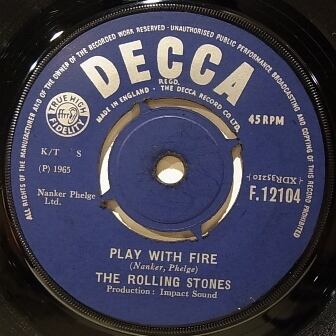 ALL RIGHTS OF THE MANUFACTURER AND OF THE OWNER OF THE RECORDED WORK RESERVED · UNAUTHORISED PUBLIC PERFORMANCE BROADCASTING AND COPYING OF THIS RECORD PROHIBITED
DECCA
REGD.
MADE IN ENGLAND · THE DECCA RECORD CO. LTD.
TRUE HIGH
ffrr
FIDELITY
45 RPM
K/T S
(P) 1965
(-XDR35210-)
Nanker Phelge
Ltd.
F.12104
PLAY WITH FIRE
(Nanker, Phelge)
THE ROLLING STONES
Production : Impact Sound